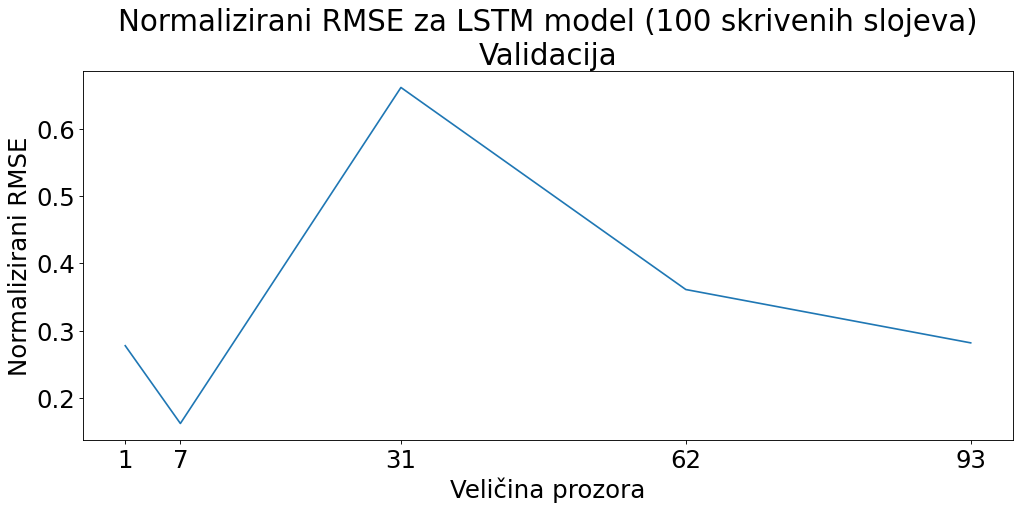 Normalizirani RMSE za LSTM model (100 skrivenih slojeva)
Validacija
Normalizirani RMSE
0.6
0.5
0.4
0.3
0.2
1 7 31 62 93
Veličina prozora